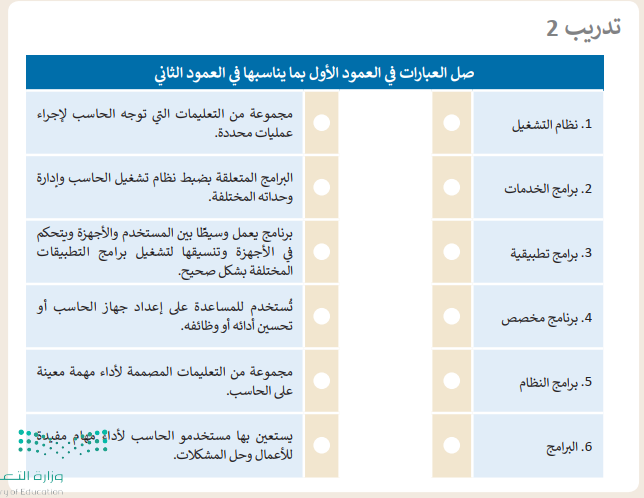 تدريب 2
صل العبارات في العمود الأول بما يناسبها في العمود الثاني
1. نظام التشغيل
مجموعة من التعليمات التي توجه الحاسب لإجراء
عمليات محددة.
2. برامج الخدمات
البرامج المتعلقة بضبط نظام تشغيل الحاسب وإدارة
وحداته المختلفة.
3. برامج تطبيقية
برنامج يعمل وسيطًا بين المستخدم والأجهزة ويتحكم
في الأجهزة وتنسيقها لتشغيل برامج التطبيقات
المختلفة بشكل صحيح.
4. برنامج مخصص
تُستخدم للمساعدة على إعداد جهاز الحاسب أو
تحسين أدائه أو وظائفه.
5. برامج النظام
مجموعة من التعليمات المصممة لأداء مهمة معينة
على الحاسب.
6. البرامج
يستعين بها مستخدمو الحاسب لأداء مهام مفيدة
للأعمال وحل المشكلات.
وزارة التعـ
ry of Education